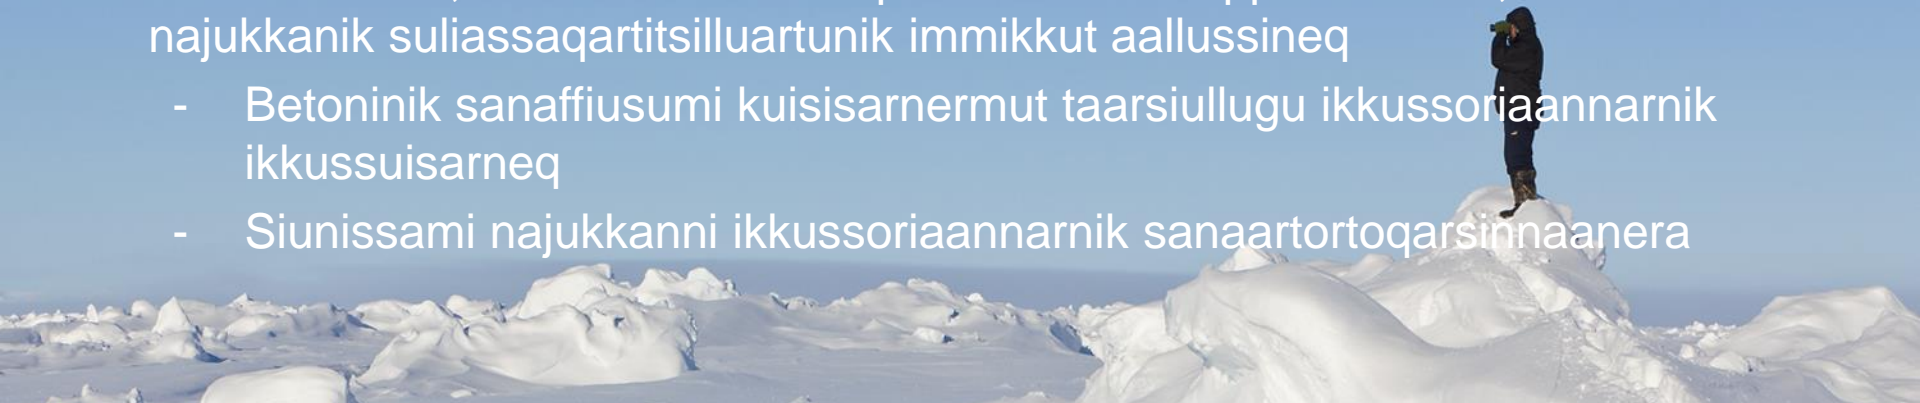 najukkanik suliassaqartitsilluartunik immikkut aallussineq
- Betoninik sanaffiusumi kuisisarnermut taarsiullugu ikkussoriaannarnik
ikkussuisarneq
- Siunissami najukkanni ikkussoriaannarnik sanaartortoqarsinnaanera